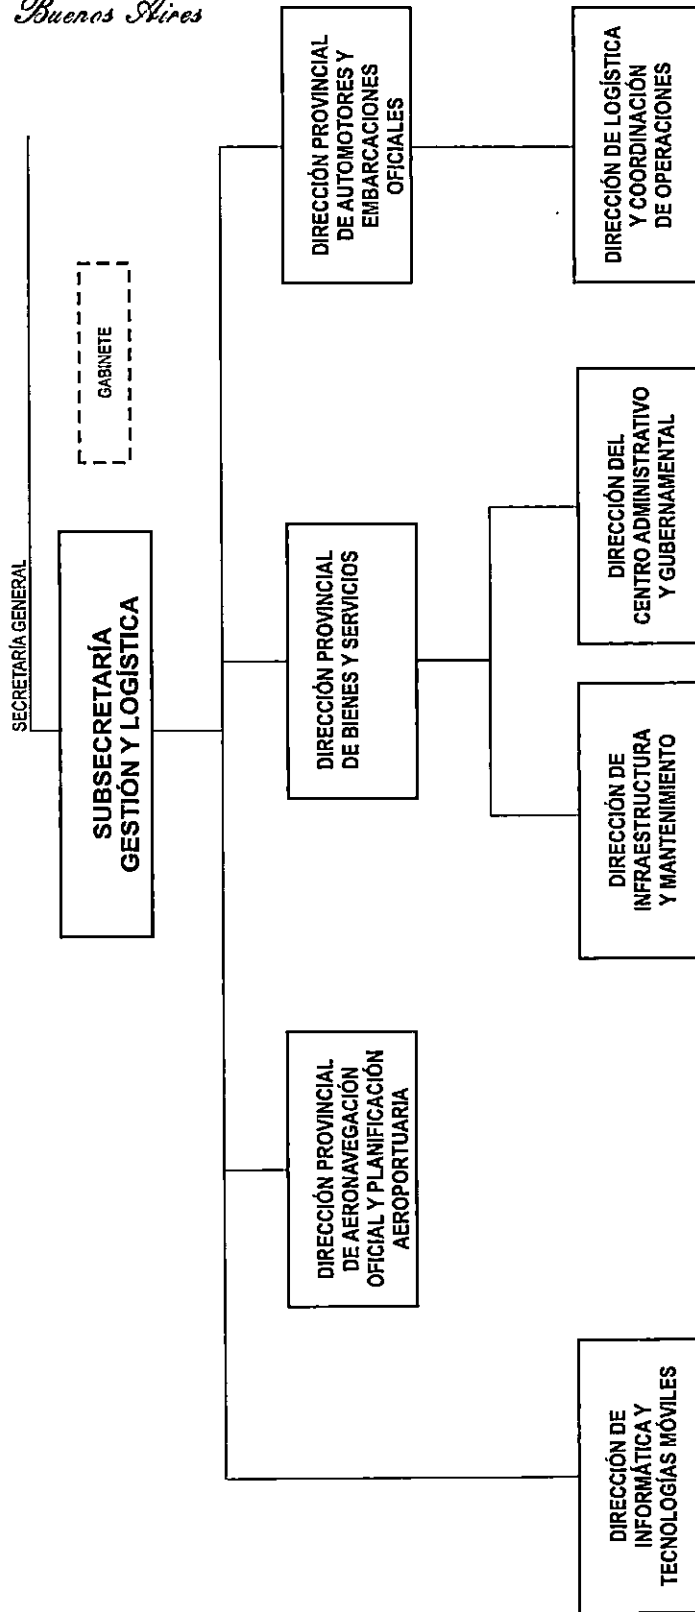 Buenos Aires
SECRETARÍA GENERAL
SUBSECRETARÍA
GESTIÓN Y LOGÍSTICA
GABINETE
DIRECCIÓN PROVINCIAL
DE AERONAVEGACIÓN
OFICIAL Y PLANIFICACIÓN
AEROPORTUARIA
DIRECCIÓN PROVINCIAL
DE BIENES Y SERVICIOS
DIRECCIÓN PROVINCIAL
DE AUTOMOTORES Y
EMBARCACIONES
OFICIALES
DIRECCIÓN DE
INFORMÁTICA Y
TECNOLOGÍAS MÓVILES
DIRECCIÓN DE
INFRAESTRUCTURA
Y MANTENIMIENTO
DIRECCIÓN DEL
CENTRO ADMINISTRATIVO
Y GUBERNAMENTAL
DIRECCIÓN DE LOGÍSTICA
Y COORDINACIÓN
DE OPERACIONES